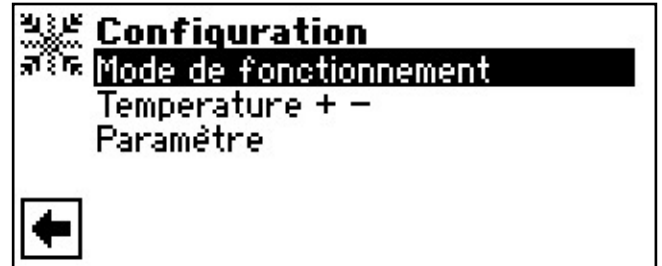 Configuration
Mode de fonctionnement
Temperature + −
Paramètre